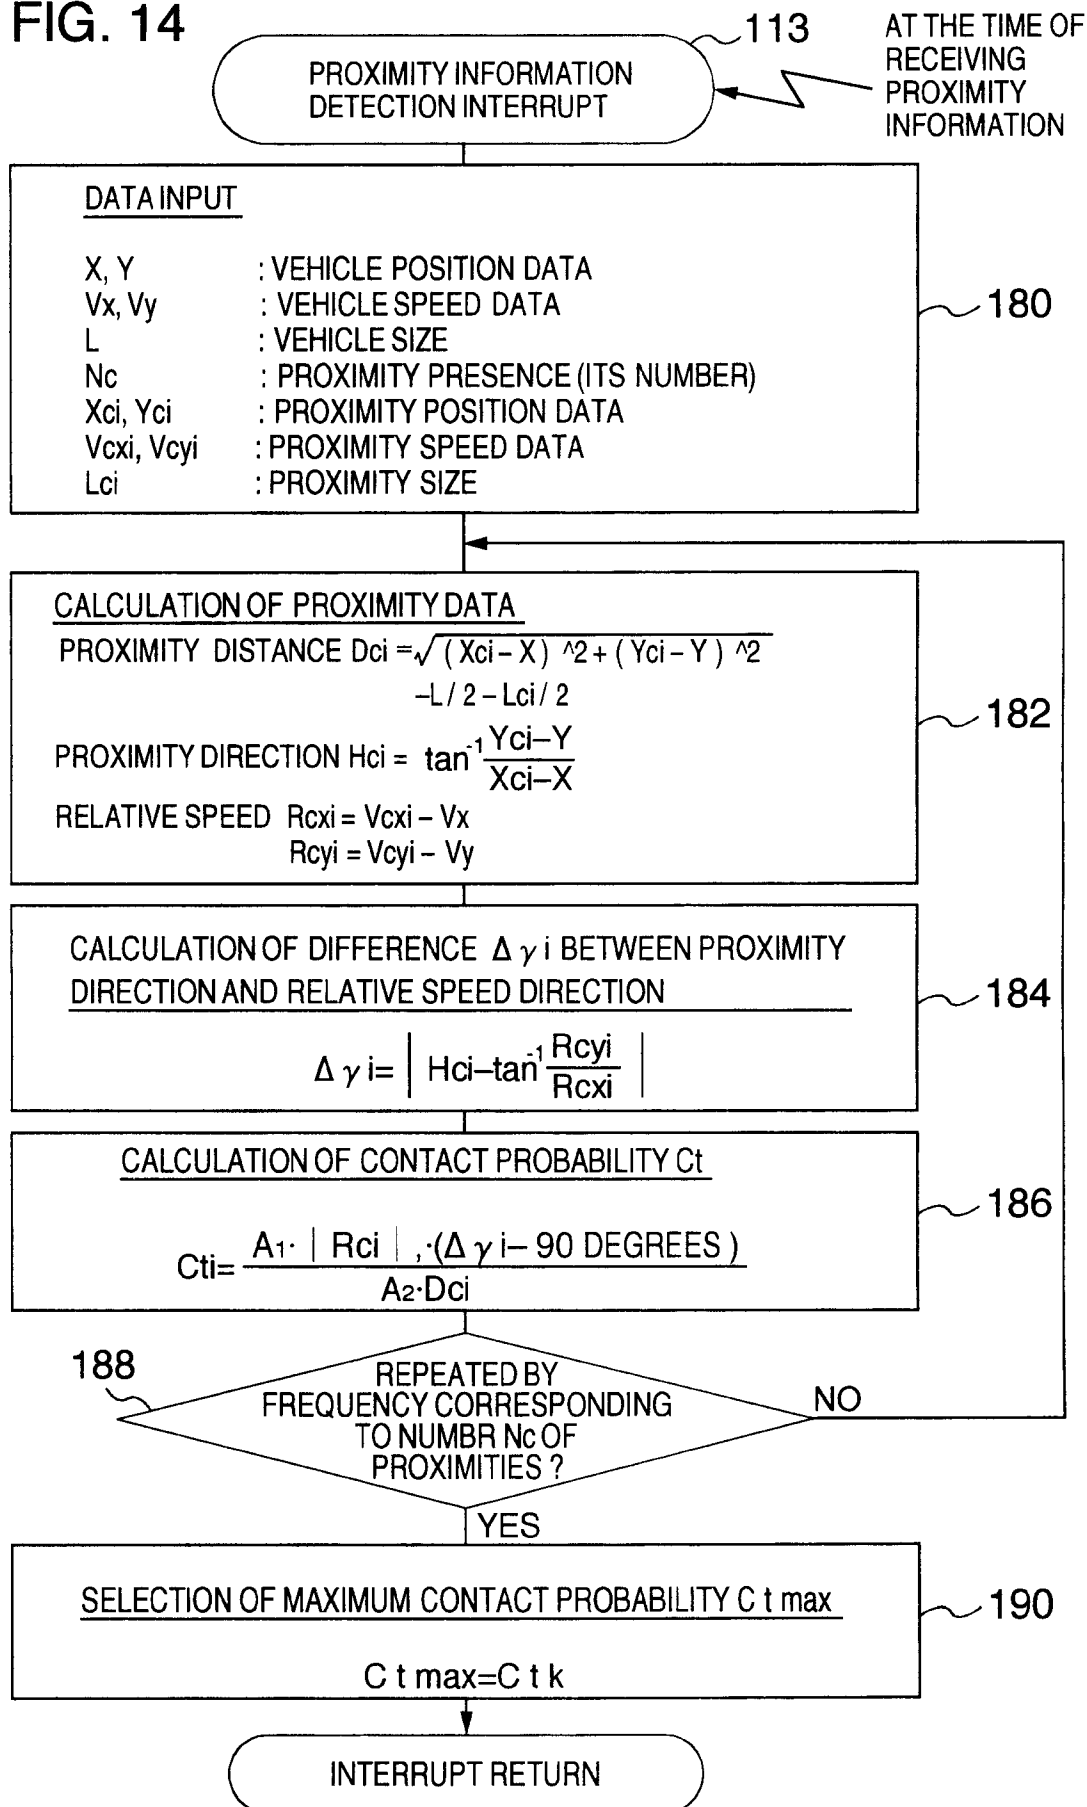 FIG. 14
113
AT THE TIME OF
RECEIVING
PROXIMITY
INFORMATION
PROXIMITY INFORMATION
DETECTION INTERRUPT
DATA INPUT
X, Y : VEHICLE POSITION DATA
Vx, Vy : VEHICLE SPEED DATA
L : VEHICLE SIZE
Nc : PROXIMITY PRESENCE (ITS NUMBER)
Xci, Yci : PROXIMITY POSITION DATA
Vcxi, Vcyi : PROXIMITY SPEED DATA
Lci : PROXIMITY SIZE
180
CALCULATION OF PROXIMITY DATA
PROXIMITY DISTANCE Dci = √(Xci – X) ^2 + (Yci – Y) ^2
–L / 2 – Lci / 2
PROXIMITY DIRECTION Hci = tan-1 Yci–Y
Xci–X
RELATIVE SPEED Rcxi = Vcxi – Vx
Rcyi = Vcyi – Vy
182
CALCULATION OF DIFFERENCE Δ γ i BETWEEN PROXIMITY
DIRECTION AND RELATIVE SPEED DIRECTION
Δ γ i= | Hci–tan-1 Rcyi |
Rcxi
184
CALCULATION OF CONTACT PROBABILITY Ct
Cti= A1· | Rci | ,·(Δ γ i– 90 DEGREES )
A2·Dci
186
188
REPEATED BY
FREQUENCY CORRESPONDING
TO NUMBR Nc OF
PROXIMITIES ?
NO
YES
SELECTION OF MAXIMUM CONTACT PROBABILITY C t max
C t max=C t k
190
INTERRUPT RETURN